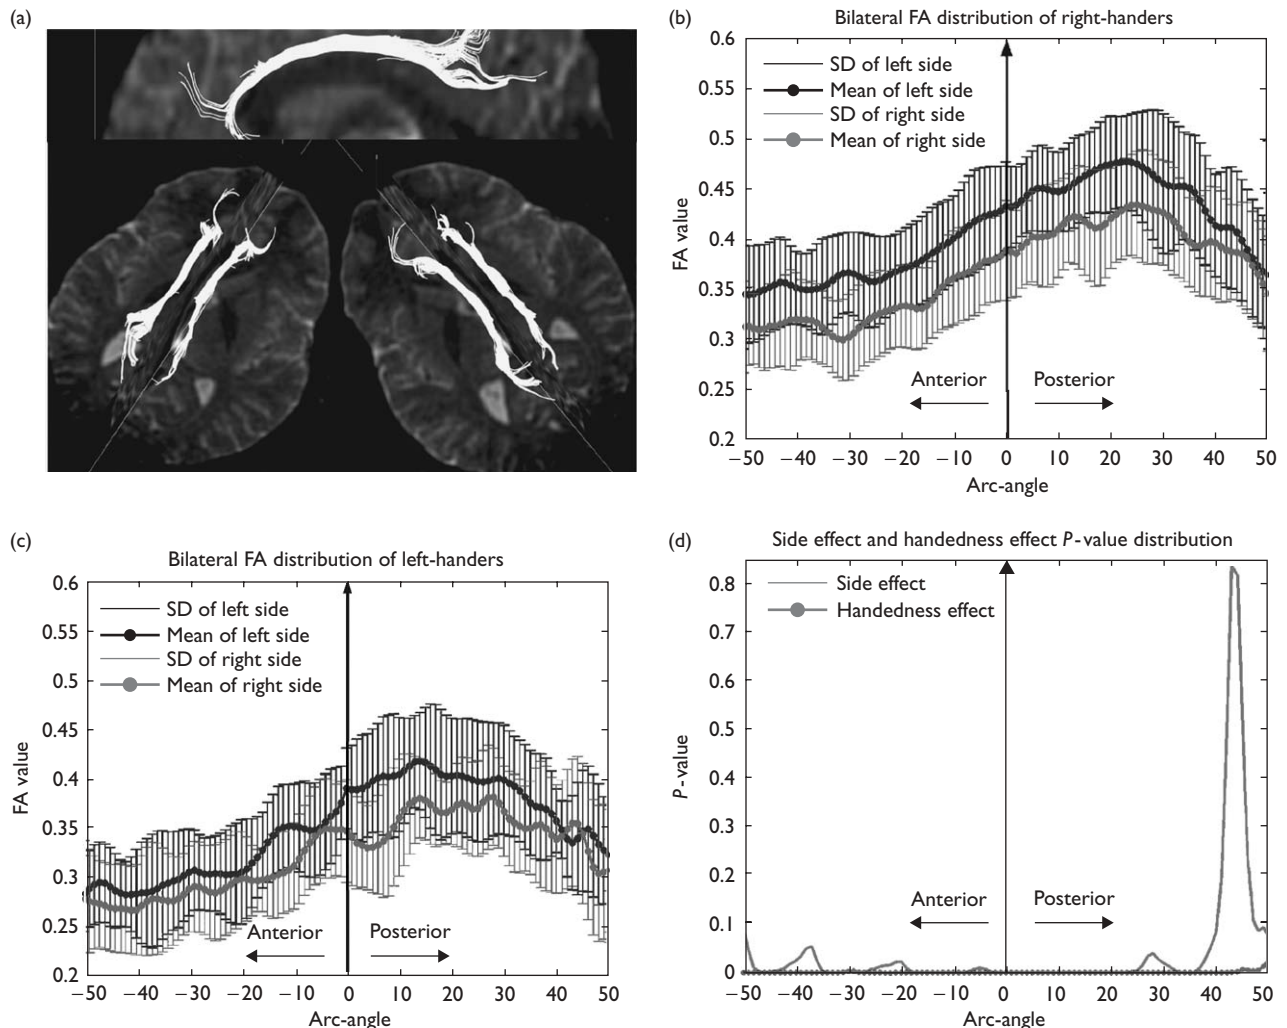 (a)
(b)
Bilateral FA distribution of right-handers
0.6
0.55
0.5
0.45
0.4
0.35
0.3
0.25
0.2
FA value
SD of left side
Mean of left side
SD of right side
Mean of right side
Anterior
Posterior
−50 −40 −30 −20 −10 0 10 20 30 40 50
Arc-angle
(c)
Bilateral FA distribution of left-handers
0.6
0.55
0.5
0.45
0.4
0.35
0.3
0.25
0.2
FA value
SD of left side
Mean of left side
SD of right side
Mean of right side
Anterior
Posterior
−50 −40 −30 −20 −10 0 10 20 30 40 50
Arc-angle
(d)
Side effect and handedness effect P-value distribution
0.8
0.7
0.6
0.5
0.4
0.3
0.2
0.1
0
P-value
Side effect
Handedness effect
Anterior
Posterior
−50 −40 −30 −20 −10 0 10 20 30 40 50
Arc-angle